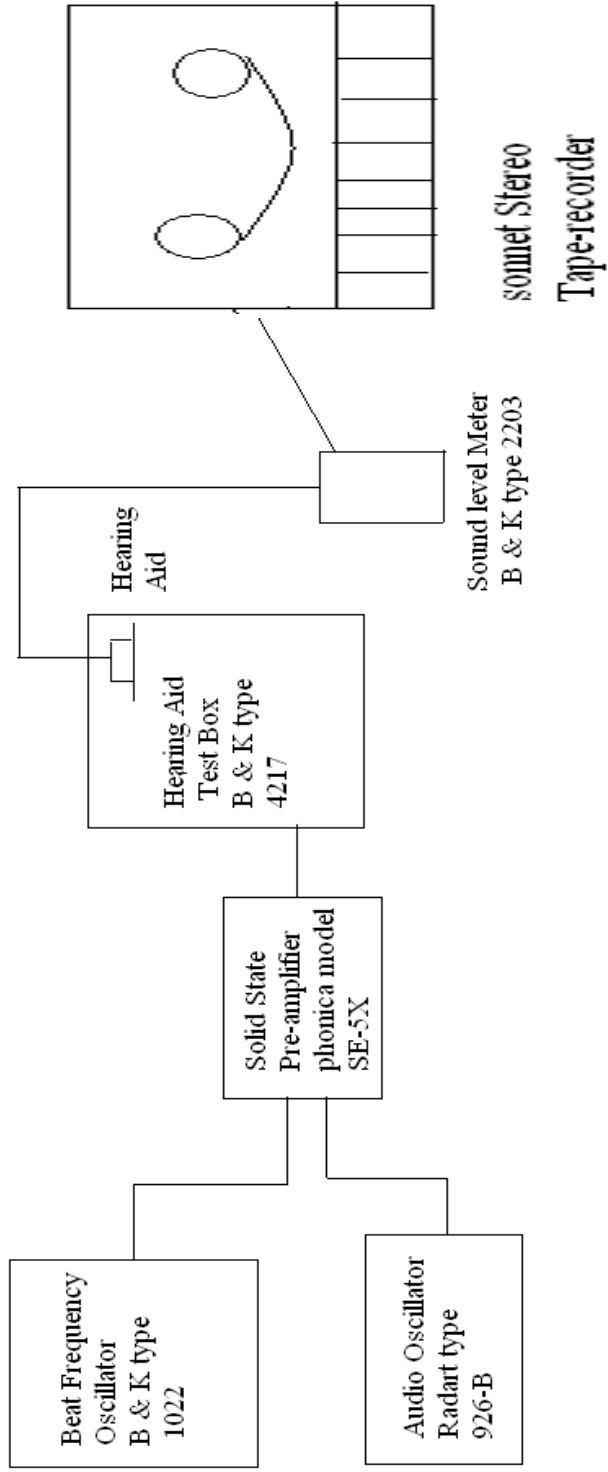 Beat Frequency
Oscillator
B & K type
1022
Audio Oscillator
Radart type
926-B
Solid State
Pre-amplifier
phonica model
SE-5X
Hearing Aid
Test Box
B & K type
4217
Hearing
Aid
Sound level Meter
B & K type 2203
sonnet Stereo
Tape-recorder